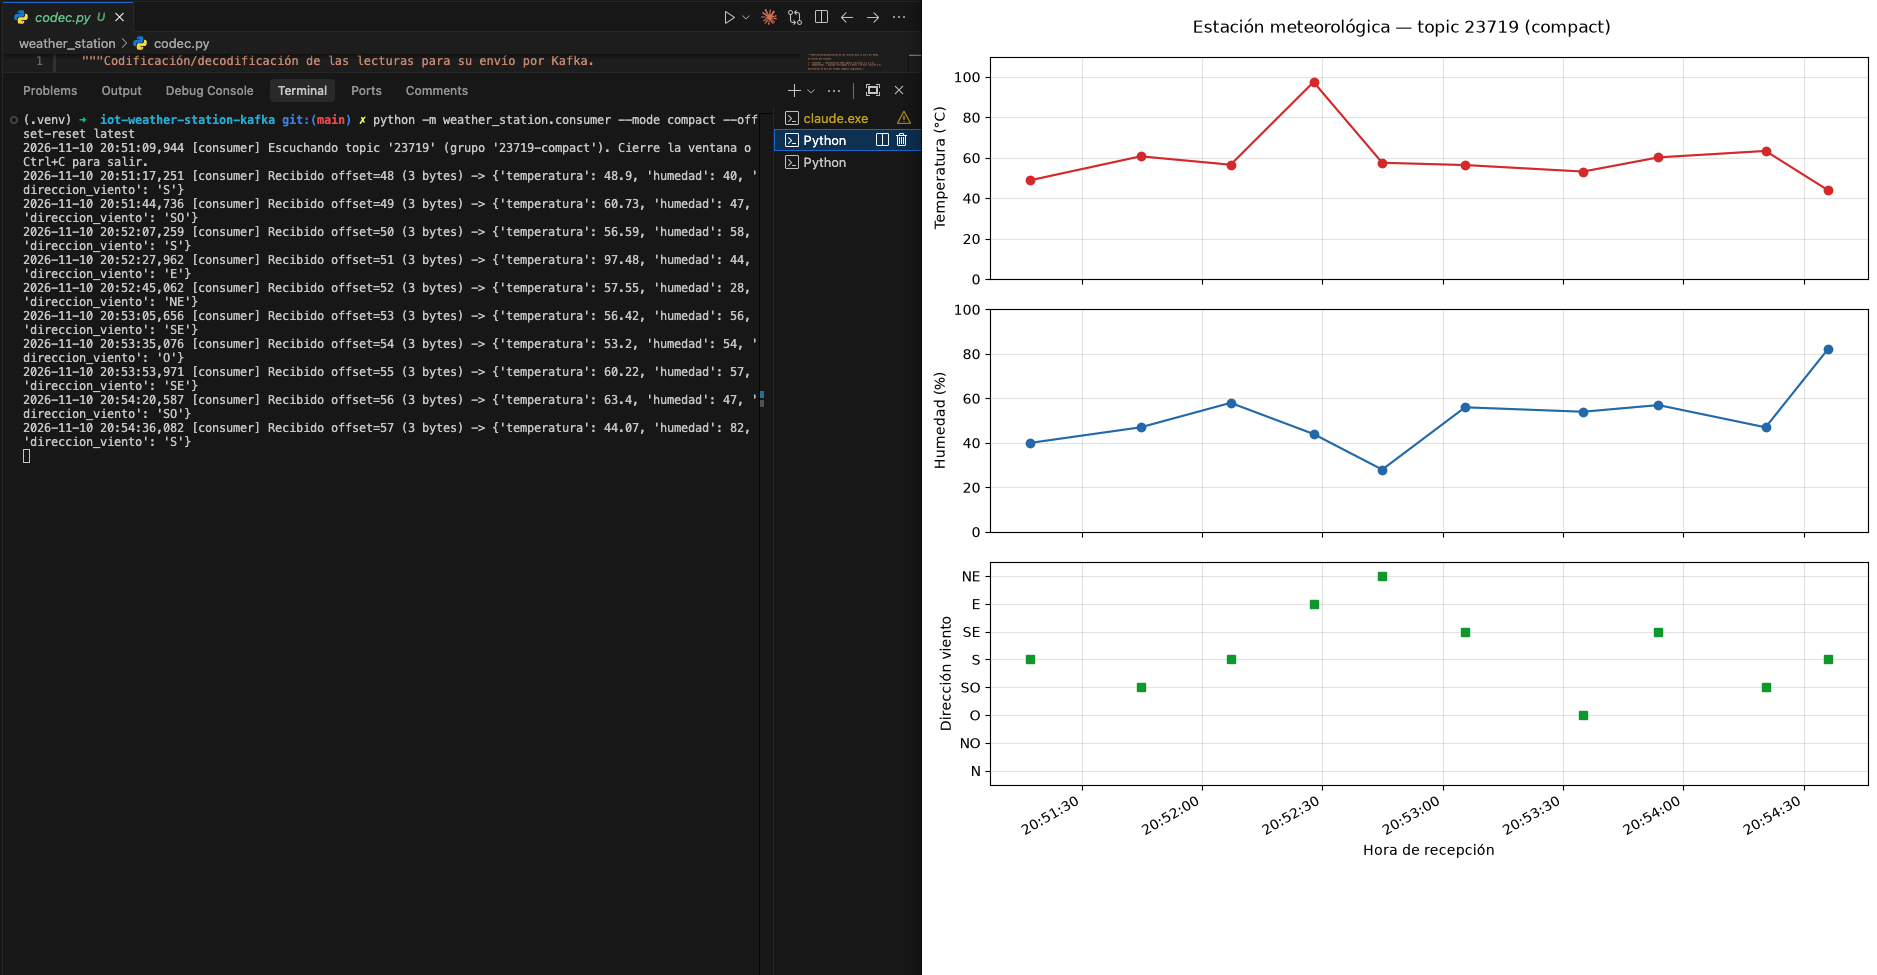 codec.py U
weather_station > codec.py
1 """Codificación/decodificación de las lecturas para su envío por Kafka.
Problems Output Debug Console Terminal Ports Comments
(.venv) → iot-weather-station-kafka git:(main) ✗ python -m weather_station.consumer --mode compact --off
set-reset latest
2026-11-10 20:51:09,944 [consumer] Escuchando topic '23719' (grupo '23719-compact'). Cierre la ventana o
Ctrl+C para salir.
2026-11-10 20:51:17,251 [consumer] Recibido offset=48 (3 bytes) -> {'temperatura': 48.9, 'humedad': 40, '
direccion_viento': 'S'}
2026-11-10 20:51:44,736 [consumer] Recibido offset=49 (3 bytes) -> {'temperatura': 60.73, 'humedad': 47,
'direccion_viento': 'SO'}
2026-11-10 20:52:07,259 [consumer] Recibido offset=50 (3 bytes) -> {'temperatura': 56.59, 'humedad': 58,
'direccion_viento': 'S'}
2026-11-10 20:52:27,962 [consumer] Recibido offset=51 (3 bytes) -> {'temperatura': 97.48, 'humedad': 44,
'direccion_viento': 'E'}
2026-11-10 20:52:45,062 [consumer] Recibido offset=52 (3 bytes) -> {'temperatura': 57.55, 'humedad': 28,
'direccion_viento': 'NE'}
2026-11-10 20:53:05,656 [consumer] Recibido offset=53 (3 bytes) -> {'temperatura': 56.42, 'humedad': 56,
'direccion_viento': 'SE'}
2026-11-10 20:53:35,076 [consumer] Recibido offset=54 (3 bytes) -> {'temperatura': 53.2, 'humedad': 54, '
direccion_viento': 'O'}
2026-11-10 20:53:53,971 [consumer] Recibido offset=55 (3 bytes) -> {'temperatura': 60.22, 'humedad': 57,
'direccion_viento': 'SE'}
2026-11-10 20:54:20,587 [consumer] Recibido offset=56 (3 bytes) -> {'temperatura': 63.4, 'humedad': 47, '
direccion_viento': 'SO'}
2026-11-10 20:54:36,082 [consumer] Recibido offset=57 (3 bytes) -> {'temperatura': 44.07, 'humedad': 82,
'direccion_viento': 'S'}
claude.exe
Python
Python
Estación meteorológica — topic 23719 (compact)
Temperatura (°C)
100
80
60
40
20
0
Humedad (%)
100
80
60
40
20
0
Dirección viento
NE
E
SE
S
SO
O
NO
N
20:51:30 20:52:00 20:52:30 20:53:00 20:53:30 20:54:00 20:54:30
Hora de recepción